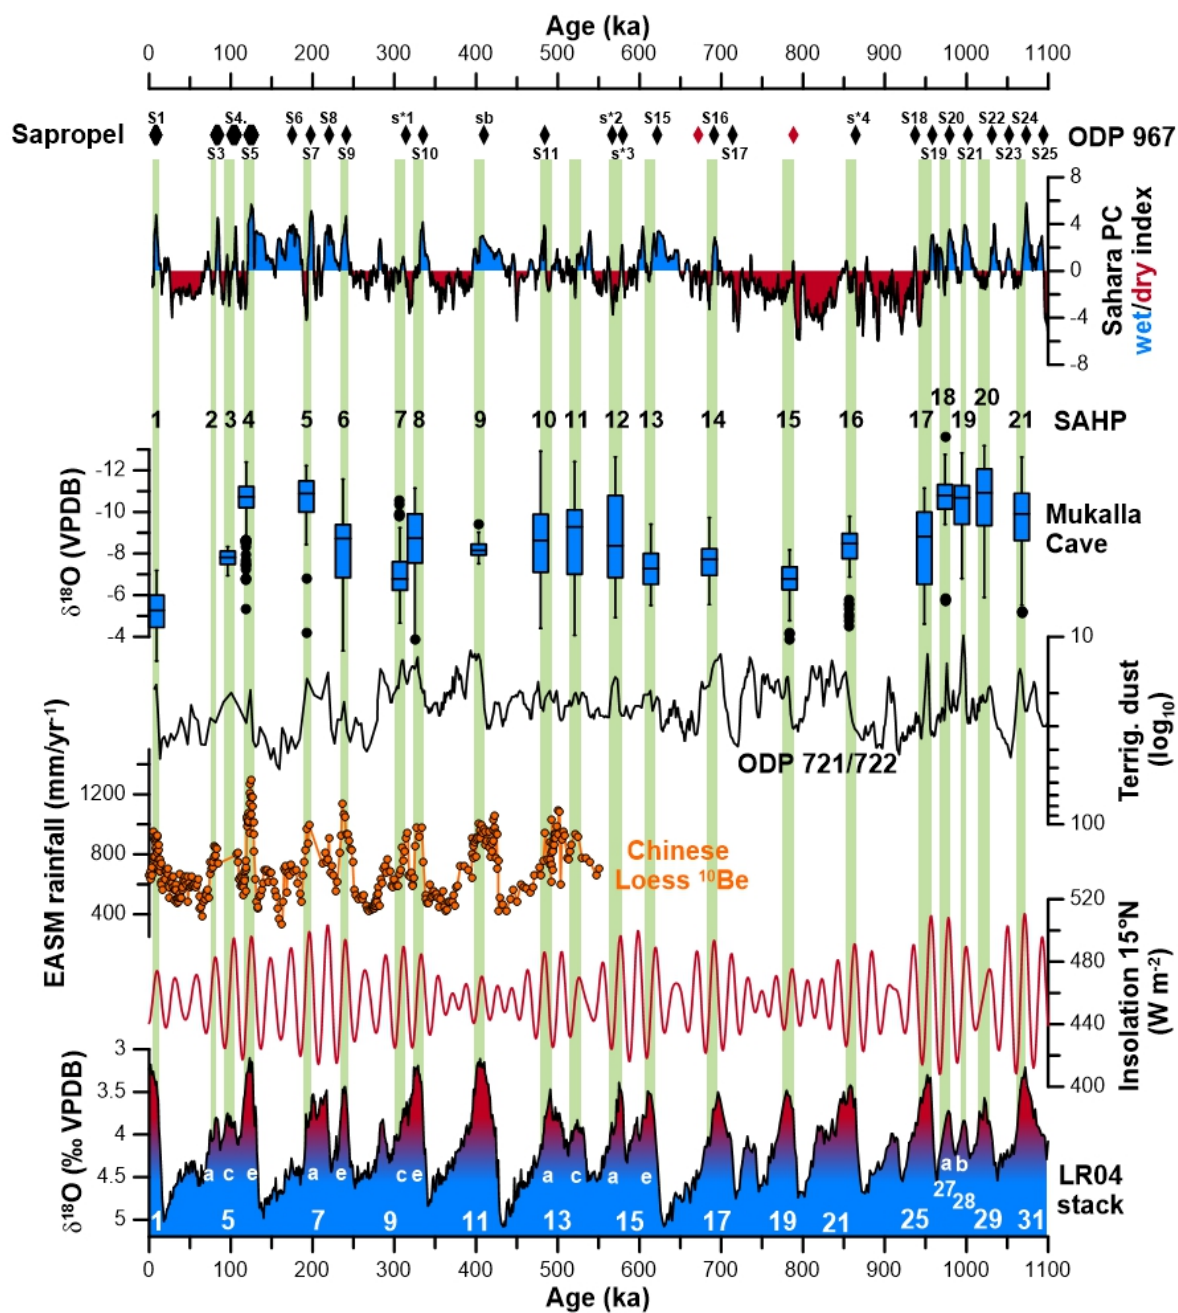 Age (ka)
0 100 200 300 400 500 600 700 800 900 1000 1100
S1 S4. S6 S8 s*1 sb s*2 S15 S16 s*4 S18 S20 S22 S24
Sapropel ODP 967
S3 S5 S7 S9 S10 S11 s*3 S17 S19 S21 S23 S25
8
4
0
-4
-8
Sahara PC
wet/dry index
18 20
1 2 3 4 5 6 7 8 9 10 11 12 13 14 15 16 17 19 21 SAHP
-12
-10
-8
-6
-4
δ18O (VPDB)
Mukalla
Cave
10
100
Terrig. dust
(log10)
ODP 721/722
1200
800
400
EASM rainfall (mm/yr-1)
Chinese
Loess 10Be
520
480
440
400
Insolation 15°N
(W m-2)
3
3.5
4
4.5
5
δ18O (‰ VPDB)
a c e a e c e a c a e a b
27
28
1 5 7 9 11 13 15 17 19 21 25 29 31
LR04
stack
0 100 200 300 400 500 600 700 800 900 1000 1100
Age (ka)